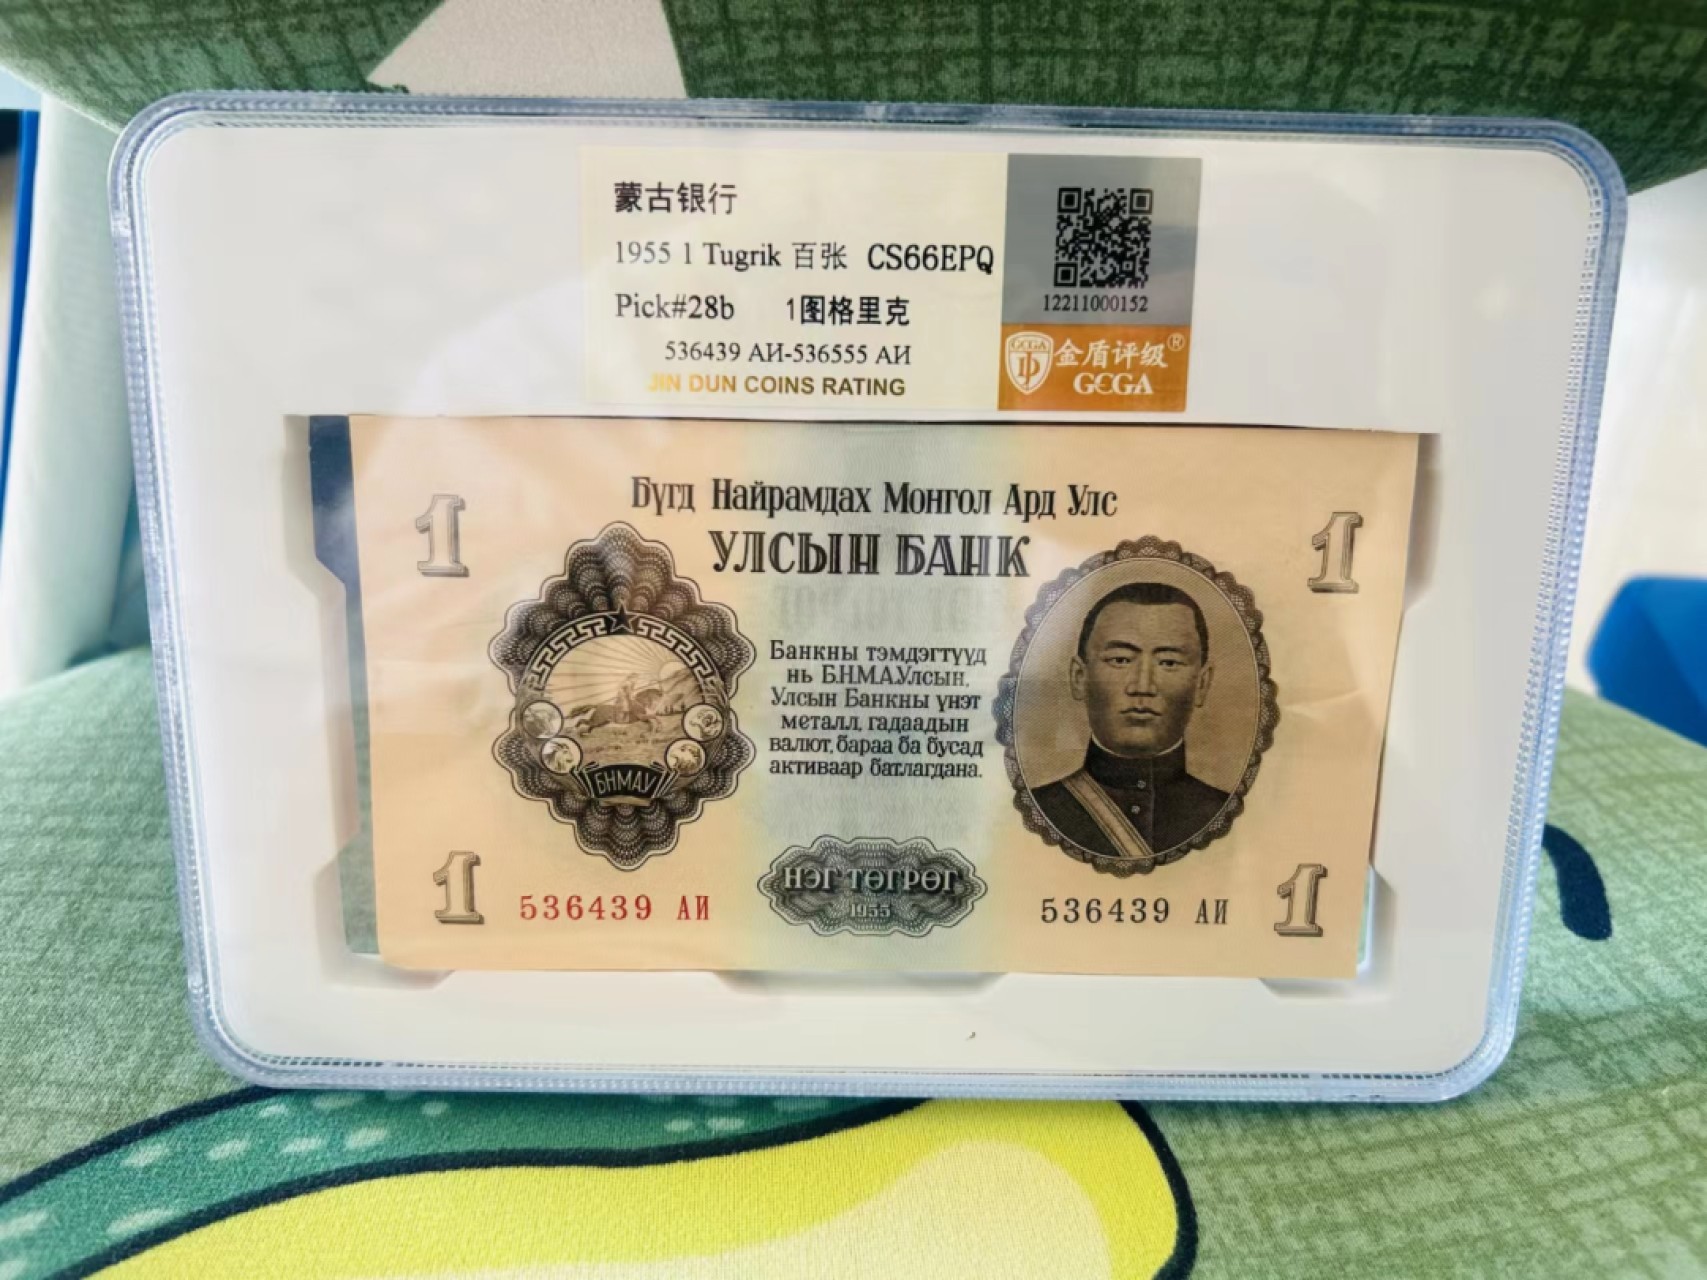 蒙古银行
1955 1 Tugrik 百张 CS66EPQ
Pick#28b 1图格里克
536439 АИ-536555 АИ
JIN DUN COINS RATING
12211000152
GCGA
金盾评级®
GCGA
Бүгд Найрамдах Монгол Ард Улс
УЛСЫН БАНК
1
1
Банкны тэмдэгтүүд
нь Б.Н.М.А.Улсын,
Улсын Банкны үнэт
металл, гадаадын
валют, бараа ба бусад
активаар батлагдана.
БНМАУ
НЭГ ТӨГРӨГ
1955
1
536439 АИ
536439 АИ
1